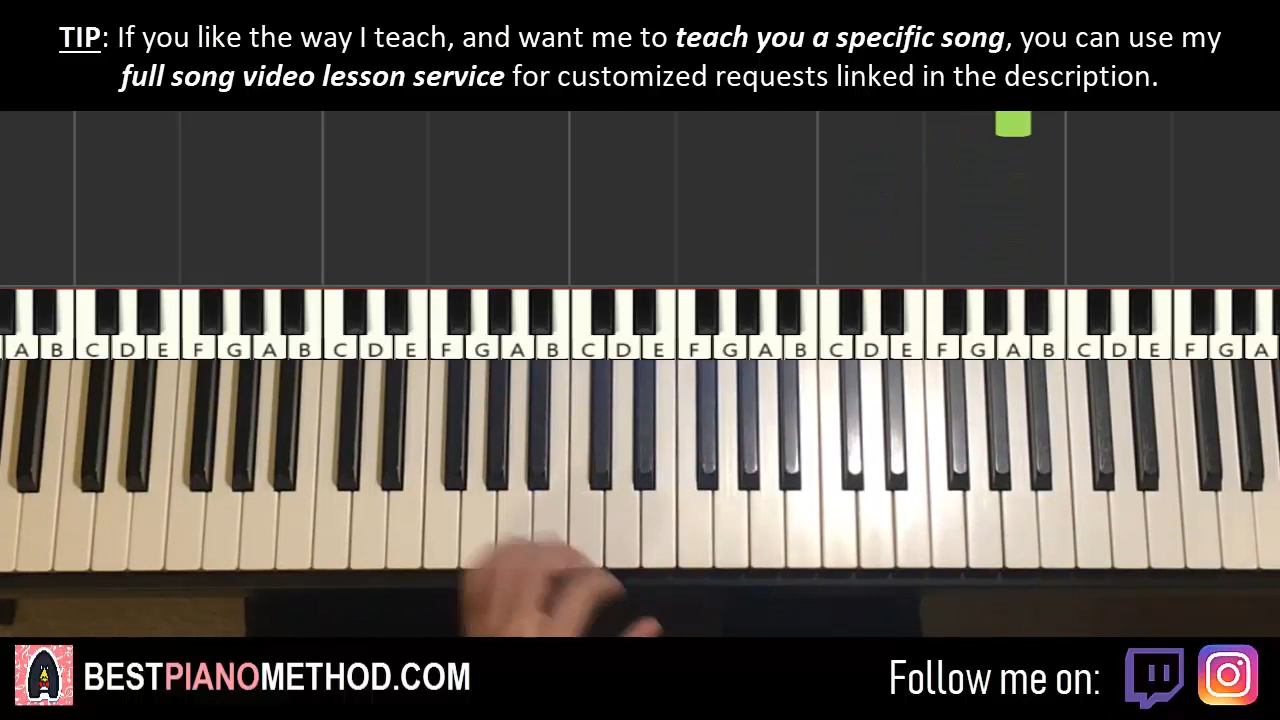 TIP: If you like the way I teach, and want me to teach you a specific song, you can use my
full song video lesson service for customized requests linked in the description.
A B C D E F G A B C D E F G A B C D E F G A B C D E F G A B C D E F G A
BESTPIANOMETHOD.COM
Follow me on: